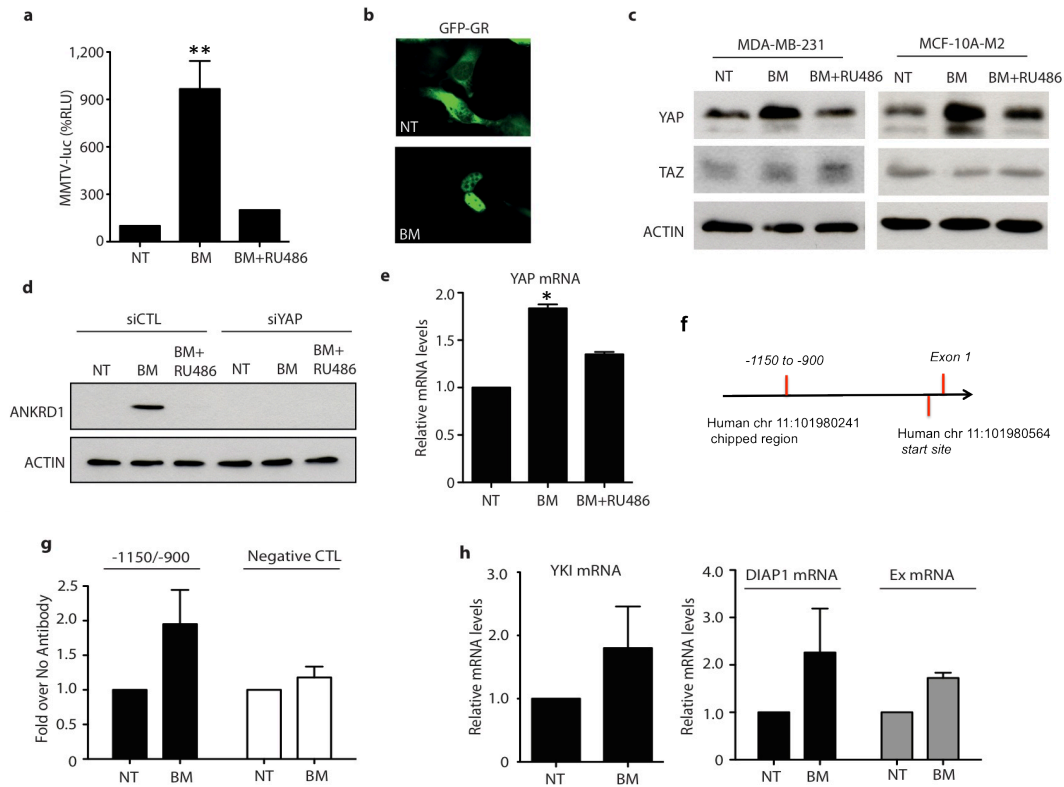 a
1,200
900
600
300
0
MMTV-luc (%RLU)
**
NT BM BM+RU486
b
GFP-GR
NT
BM
c
MDA-MB-231 MCF-10A-M2
NT BM BM+RU486 NT BM BM+RU486
YAP
TAZ
ACTIN
d
siCTL siYAP
NT BM BM+ RU486 NT BM BM+ RU486
ANKRD1
ACTIN
e
YAP mRNA
2.0
1.5
1.0
0.5
0
Relative mRNA levels
*
NT BM BM+RU486
f
-1150 to -900 Exon 1
Human chr 11:101980241
chipped region
Human chr 11:101980564
start site
g
-1150/-900 Negative CTL
2.5
2.0
1.5
1.0
0.5
0
Fold over No Antibody
NT BM NT BM
h
YKI mRNA
3.0
2.0
1.0
0
Relative mRNA levels
NT BM
DIAP1 mRNA Ex mRNA
4.0
3.0
2.0
1.0
0
Relative mRNA levels
NT BM NT BM